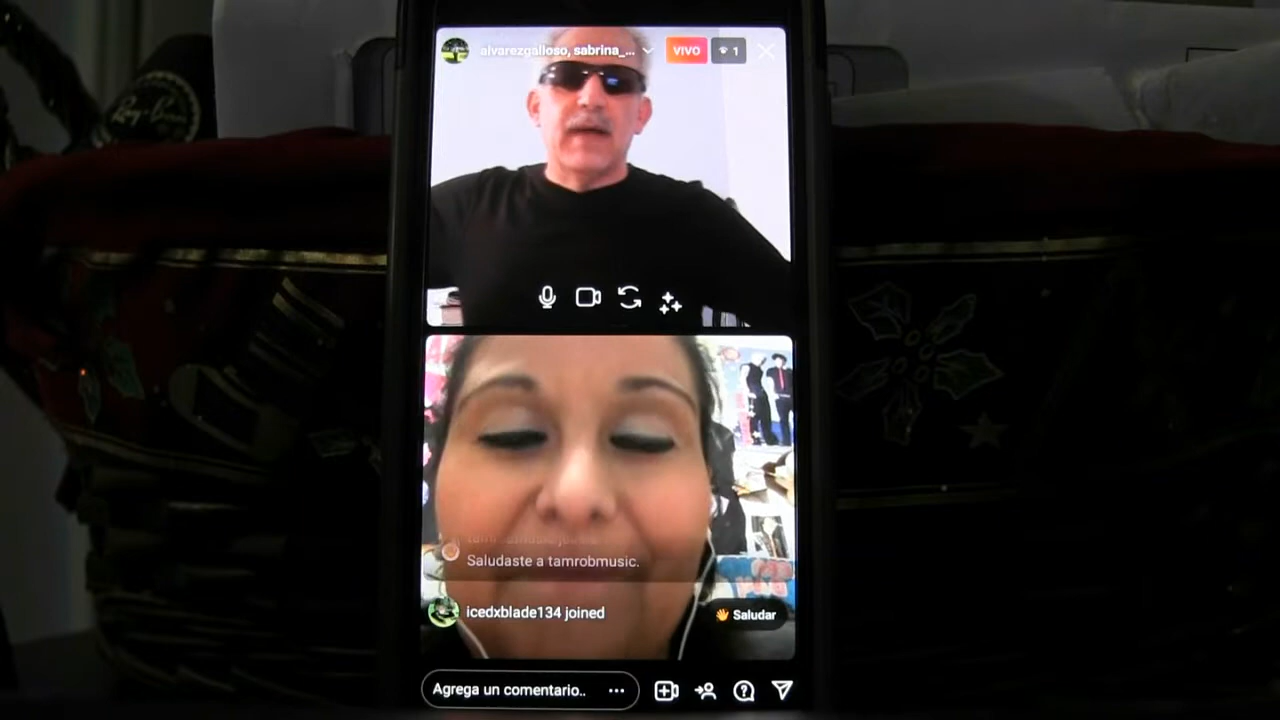 alvarezgalloso, sabrina_...
VIVO
1
Saludaste a tamrobmusic.
icedxblade134 joined
Saludar
Agrega un comentario..